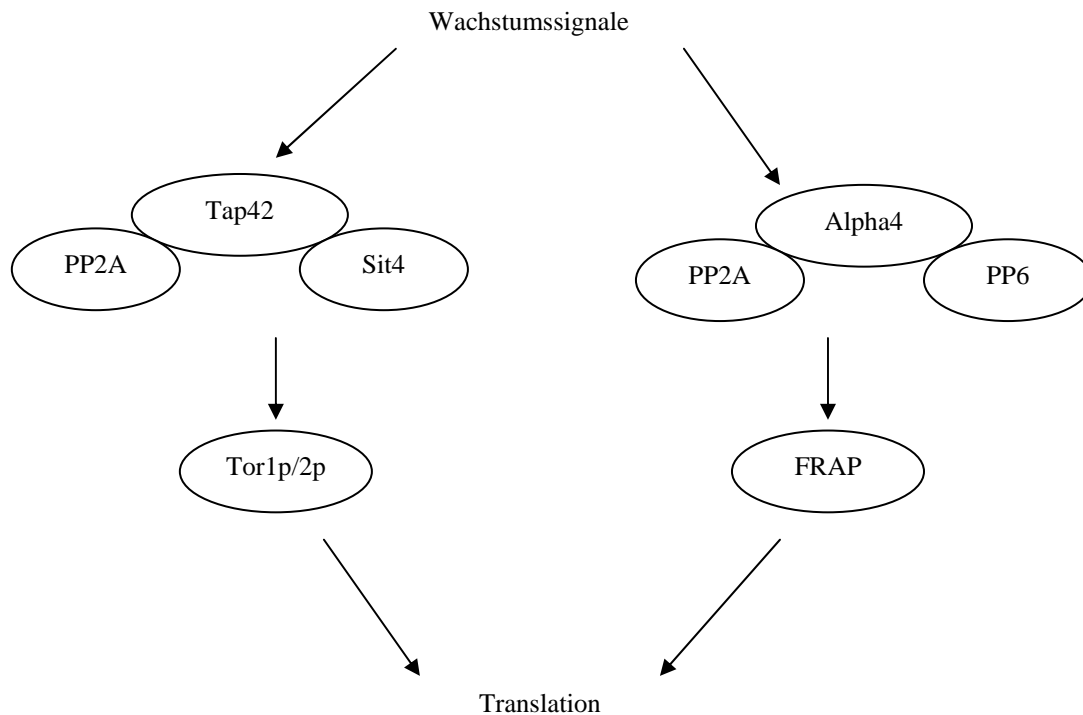 Wachstumssignale
Tap42
PP2A
Sit4
Alpha4
PP2A
PP6
Tor1p/2p
FRAP
Translation